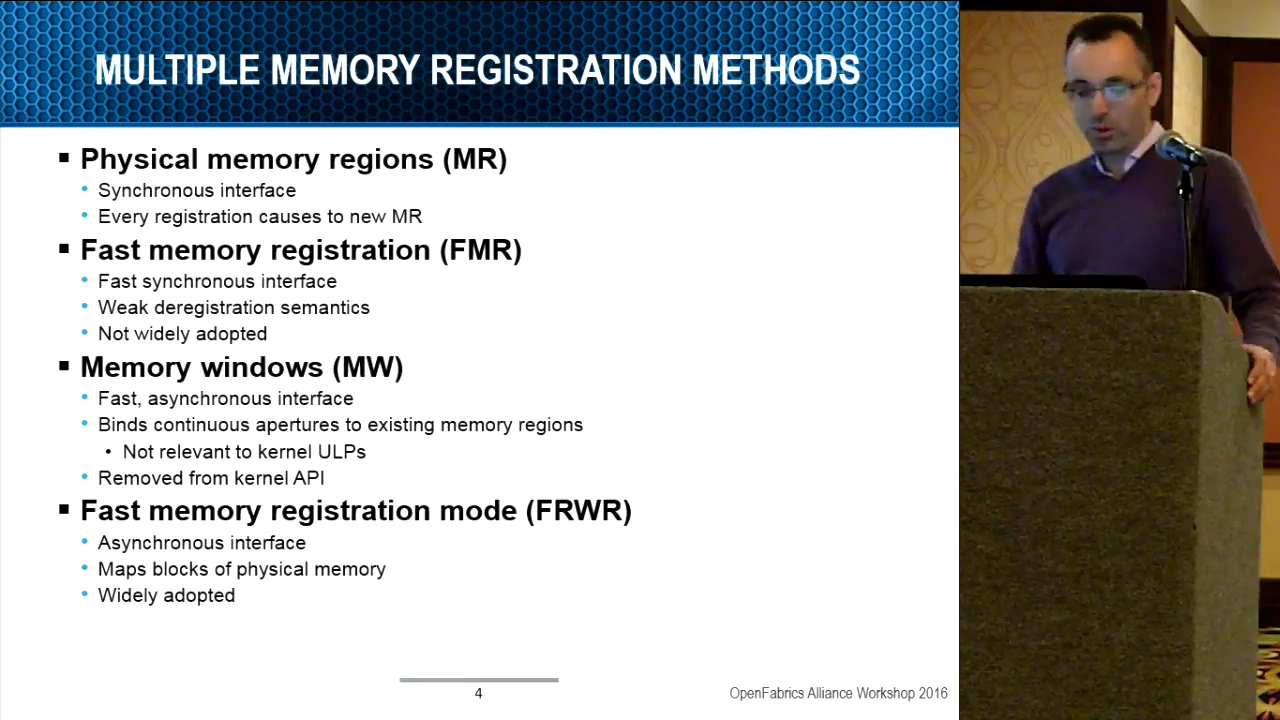 MULTIPLE MEMORY REGISTRATION METHODS
▪ Physical memory regions (MR)
• Synchronous interface
• Every registration causes to new MR
▪ Fast memory registration (FMR)
• Fast synchronous interface
• Weak deregistration semantics
• Not widely adopted
▪ Memory windows (MW)
• Fast, asynchronous interface
• Binds continuous apertures to existing memory regions
• Not relevant to kernel ULPs
• Removed from kernel API
▪ Fast memory registration mode (FRWR)
• Asynchronous interface
• Maps blocks of physical memory
• Widely adopted
4
OpenFabrics Alliance Workshop 2016